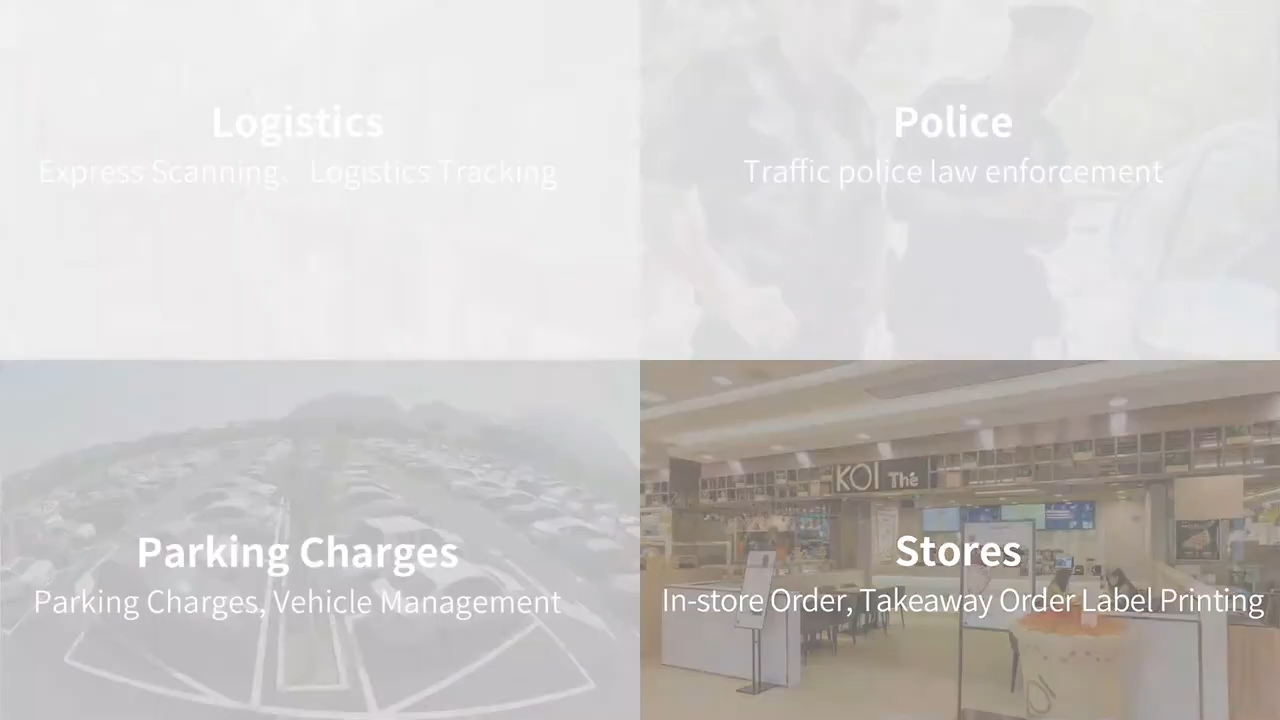 Logistics
Express Scanning、Logistics Tracking
Police
Traffic police law enforcement
KOI Thé
Parking Charges
Parking Charges, Vehicle Management
Stores
In-store Order, Takeaway Order Label Printing